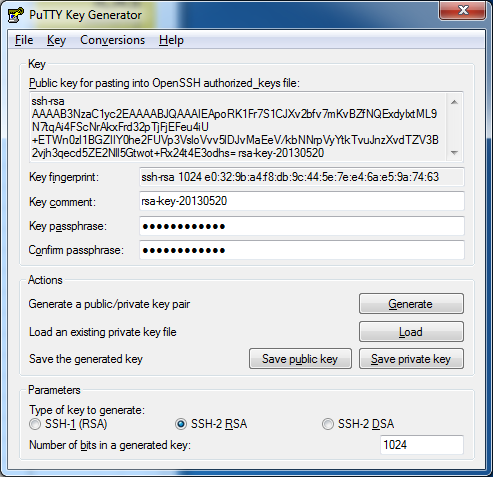 PuTTY Key Generator
File Key Conversions Help
Key
Public key for pasting into OpenSSH authorized_keys file:
ssh-rsa
AAAAB3NzaC1yc2EAAAABJQAAAIEApoRK1Fr7S1CJXv2bfv7mKvBZfNQExdylxtML9
N7tqAi4FScNrAkxFrd32pTjFjEFeu4iU
+ETWn0zI1BGZIIY0he2FUVp3VsloVvv5IDJvMaEeV/kbNNrpVyYtkTvuJnzXvdTZV3B
2vjh3qecd5ZE2NII5Gtwot+Rx24t4E3odhs= rsa-key-20130520
Key fingerprint: ssh-rsa 1024 e0:32:9b:a4:f8:db:9c:44:5e:7e:e4:6a:e5:9a:74:63
Key comment: rsa-key-20130520
Key passphrase: ●●●●●●●●●●●●
Confirm passphrase: ●●●●●●●●●●●●
Actions
Generate a public/private key pair Generate
Load an existing private key file Load
Save the generated key Save public key Save private key
Parameters
Type of key to generate:
SSH-1 (RSA) SSH-2 RSA SSH-2 DSA
Number of bits in a generated key: 1024